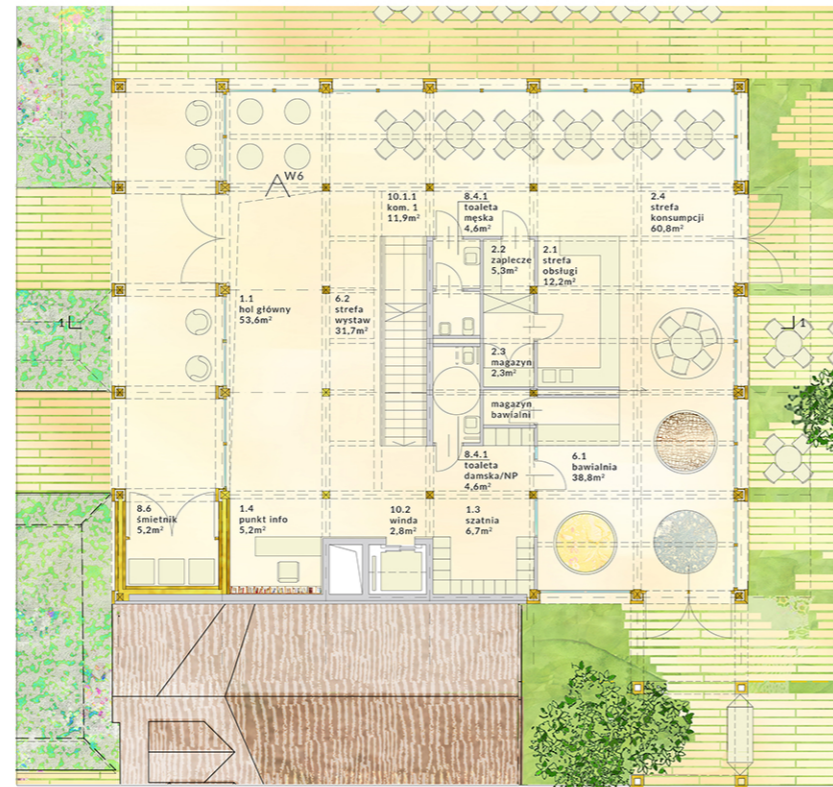 W6
10.1.1
kom. 1
11,9m²
8.4.1
toaleta
męska
4,6m²
2.4
strefa
konsumpcji
60,8m²
2.2
zaplecze
5,3m²
2.1
strefa
obsługi
12,2m²
1.1
hol główny
53,6m²
6.2
strefa
wystaw
31,7m²
1
1
2.3
magazyn
2,3m²
magazyn
bawialni
8.4.1
toaleta
damska/NP
4,6m²
6.1
bawialnia
38,8m²
8.6
śmietnik
5,2m²
1.4
punkt info
5,2m²
10.2
winda
2,8m²
1.3
szatnia
6,7m²